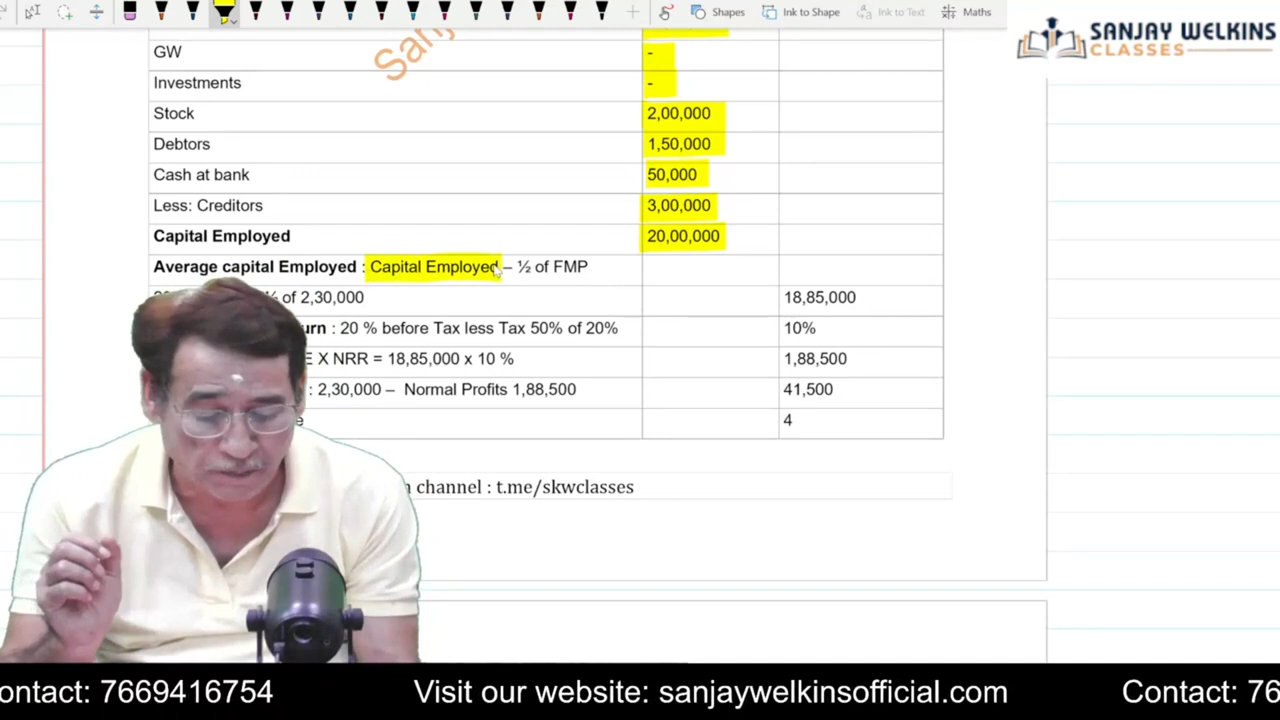 Shapes
Ink to Shape
Ink to Text
Maths
SANJAY WELKINS
CLASSES
GW -
Investments -
Stock 2,00,000
Debtors 1,50,000
Cash at bank 50,000
Less: Creditors 3,00,000
Capital Employed 20,00,000
Average capital Employed : Capital Employed – ½ of FMP
of 2,30,000 18,85,000
: 20 % before Tax less Tax 50% of 20% 10%
X NRR = 18,85,000 x 10 % 1,88,500
: 2,30,000 – Normal Profits 1,88,500 41,500
4
channel : t.me/skwclasses
ontact: 7669416754 Visit our website: sanjaywelkinsofficial.com Contact: 76